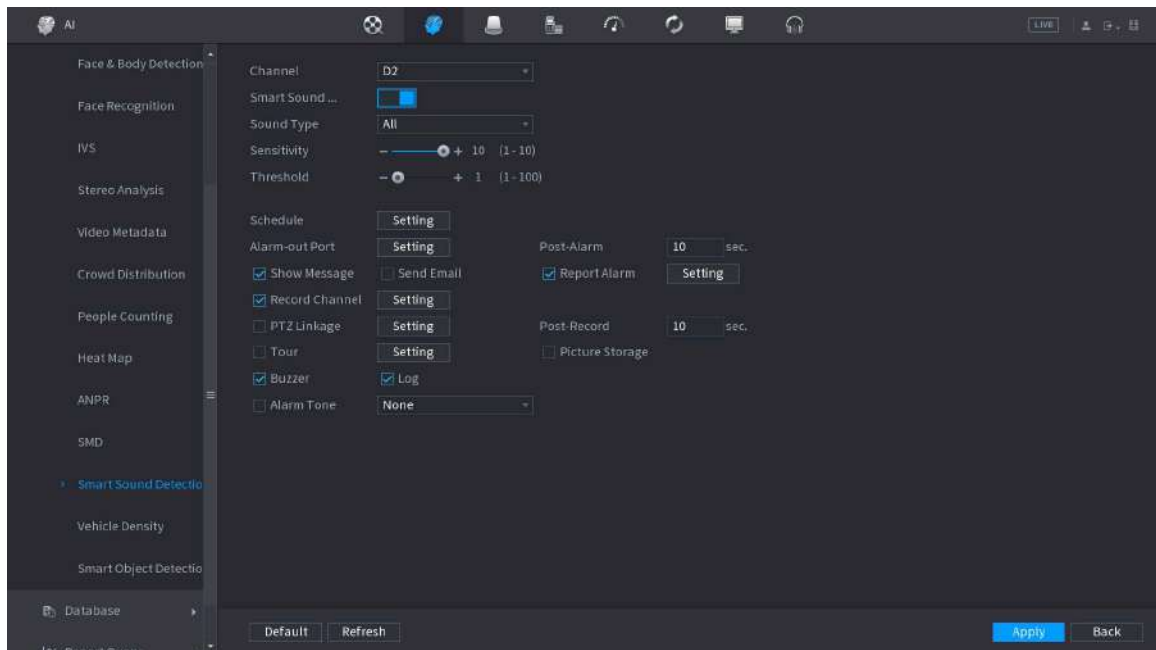 AI
LIVE
Face & Body Detection
Face Recognition
IVS
Stereo Analysis
Video Metadata
Crowd Distribution
People Counting
Heat Map
ANPR
SMD
Smart Sound Detectio
Vehicle Density
Smart Object Detectio
Database
Channel D2
Smart Sound ...
Sound Type All
Sensitivity - + 10 (1-10)
Threshold - + 1 (1-100)
Schedule Setting
Alarm-out Port Setting Post-Alarm 10 sec.
Show Message Send Email Report Alarm Setting
Record Channel Setting
PTZ Linkage Setting Post-Record 10 sec.
Tour Setting Picture Storage
Buzzer Log
Alarm Tone None
Default Refresh Apply Back